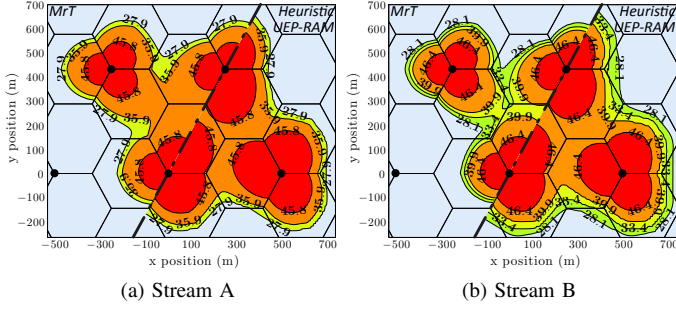 MrT
Heuristic
UEP-RAM
700
600
500
400
300
200
100
0
−100
−200
y position (m)
−500 −300 −100 100 300 500 700
x position (m)
27.9 35.9 45.8
(a) Stream A
MrT
Heuristic
UEP-RAM
700
600
500
400
300
200
100
0
−100
−200
y position (m)
−500 −300 −100 100 300 500 700
x position (m)
28.1 33.4 39.9 46.4
(b) Stream B